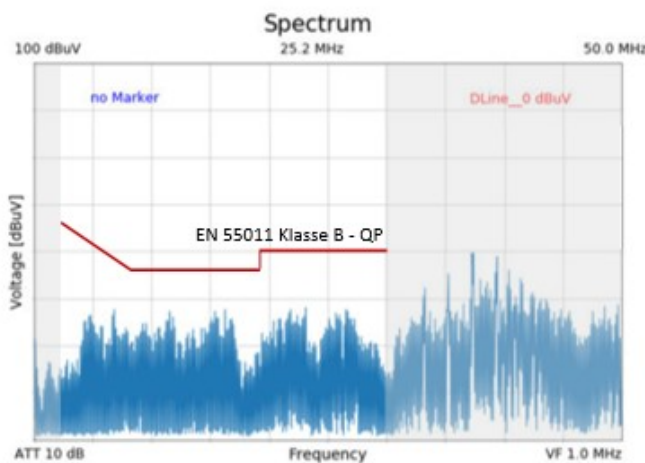 Spectrum
100 dBuV 25.2 MHz 50.0 MHz
no Marker DLine__0 dBuV
EN 55011 Klasse B - QP
Voltage [dBuV]
ATT 10 dB Frequency VF 1.0 MHz